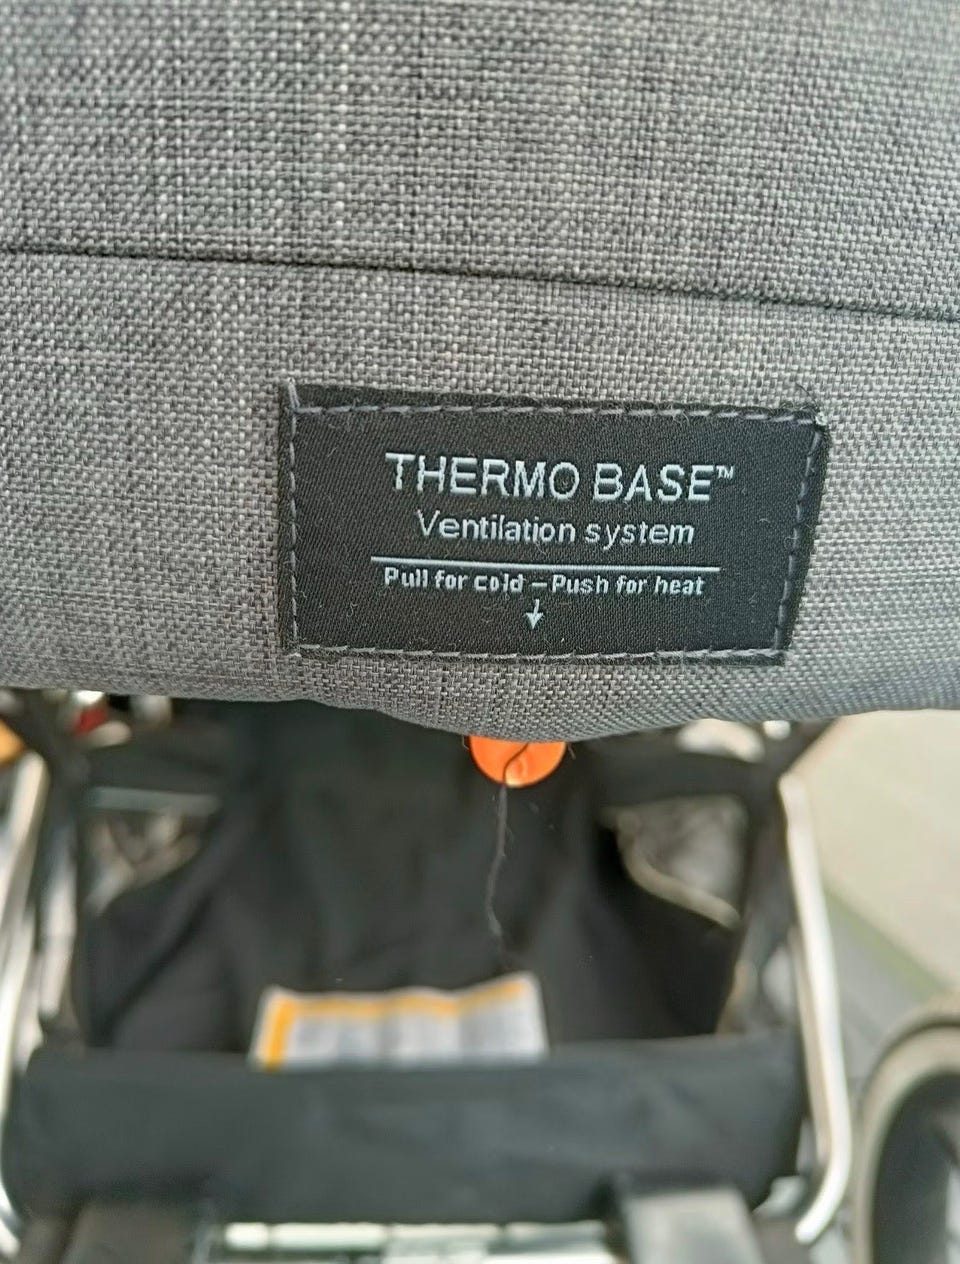 THERMO BASE™
Ventilation system
Pull for cold – Push for heat